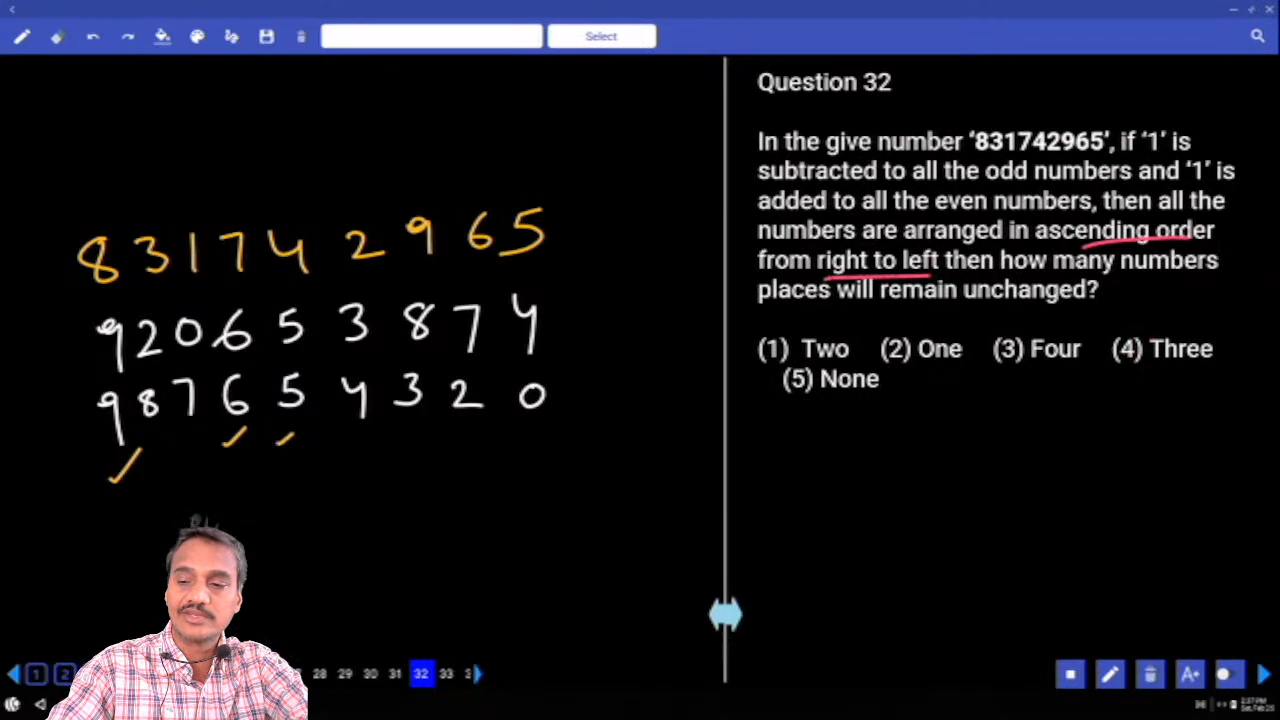 Select
Question 32
In the give number ‘831742965’, if ‘1’ is
subtracted to all the odd numbers and ‘1’ is
added to all the even numbers, then all the
numbers are arranged in ascending order
from right to left then how many numbers
places will remain unchanged?
(1) Two (2) One (3) Four (4) Three
(5) None
8 3 1 7 4 2 9 6 5
9 2 0 6 5 3 8 7 4
9 8 7 6 5 4 3 2 0
1 2 28 29 30 31 32 33
A+